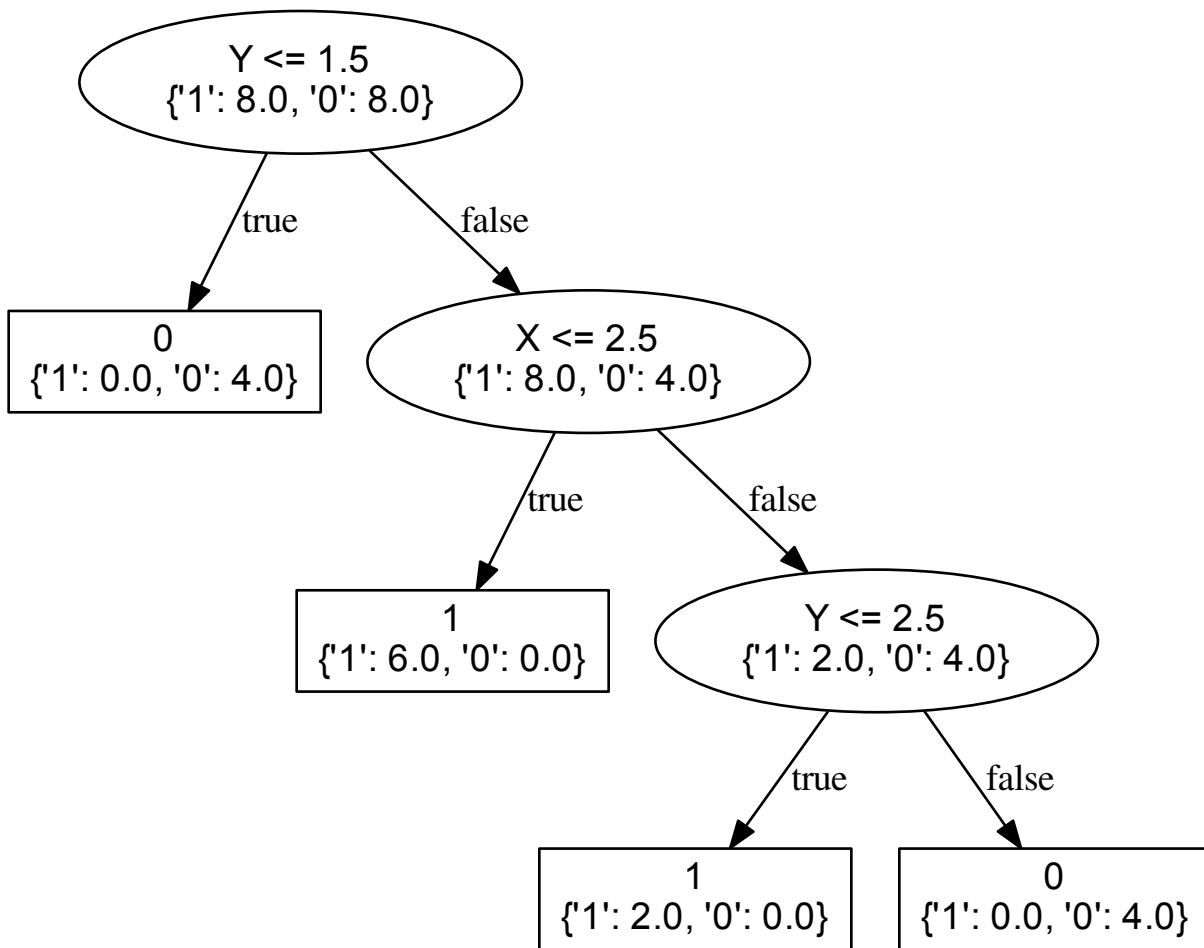 Y <= 1.5
{'1': 8.0, '0': 8.0}
true
false
0
{'1': 0.0, '0': 4.0}
X <= 2.5
{'1': 8.0, '0': 4.0}
true
false
1
{'1': 6.0, '0': 0.0}
Y <= 2.5
{'1': 2.0, '0': 4.0}
true
false
1
{'1': 2.0, '0': 0.0}
0
{'1': 0.0, '0': 4.0}